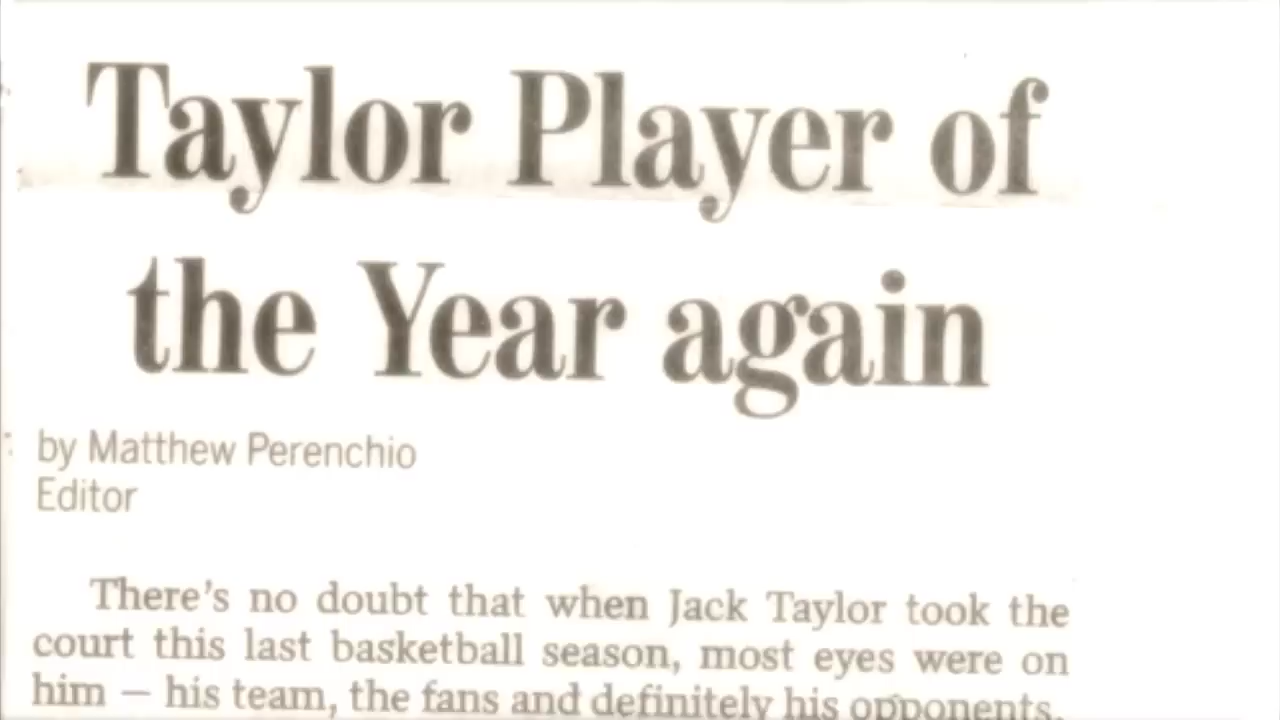 Taylor Player of
the Year again
by Matthew Perenchio
Editor
There's no doubt that when Jack Taylor took the
court this last basketball season, most eyes were on
him — his team, the fans and definitely his opponents.